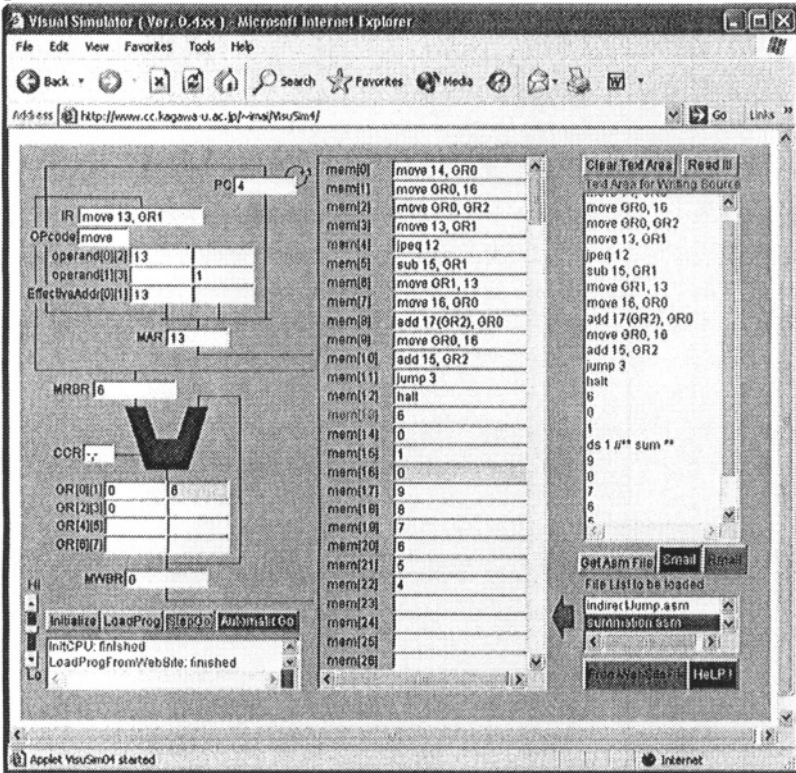 Visual Simulator ( Ver. 0.4xx ) - Microsoft Internet Explorer
File Edit View Favorites Tools Help
Back Search Favorites Media
Address http://www.cc.kagawa-u.ac.jp/~imai/VisuSim4/ Go Links »
PC 4
IR move 13, GR1
OPcode move
operand[0][2] 13
operand[1][3] 1
EffectiveAddr[0][1] 13
MAR 13
MRBR 6
CCR -,-
GR[0][1] 0 6
GR[2][3] 0
GR[4][5]
GR[6][7]
MWBR 0
Hi
Lo
Initialize LoadProg StepGo Automatic Go
InitCPU: finished
LoadProgFromWebSite: finished
mem[0] move 14, GR0
mem[1] move GR0, 16
mem[2] move GR0, GR2
mem[3] move 13, GR1
mem[4] jpeq 12
mem[5] sub 15, GR1
mem[6] move GR1, 13
mem[7] move 16, GR0
mem[8] add 17(GR2), GR0
mem[9] move GR0, 16
mem[10] add 15, GR2
mem[11] jump 3
mem[12] halt
mem[13] 6
mem[14] 0
mem[15] 1
mem[16] 0
mem[17] 9
mem[18] 8
mem[19] 7
mem[20] 6
mem[21] 5
mem[22] 4
mem[23]
mem[24]
mem[25]
mem[26]
Clear Text Area Read It!
Text Area for Writing Source
move GR0, 16
move GR0, GR2
move 13, GR1
jpeq 12
sub 15, GR1
move GR1, 13
move 16, GR0
add 17(GR2), GR0
move GR0, 16
add 15, GR2
jump 3
halt
6
0
1
ds 1 //** sum **
9
8
7
6
5
Get Asm File Smail Rmail
File List to be loaded
indirectJump.asm
summation.asm
From WebSite File HeLP !
Applet VisuSim04 started Internet